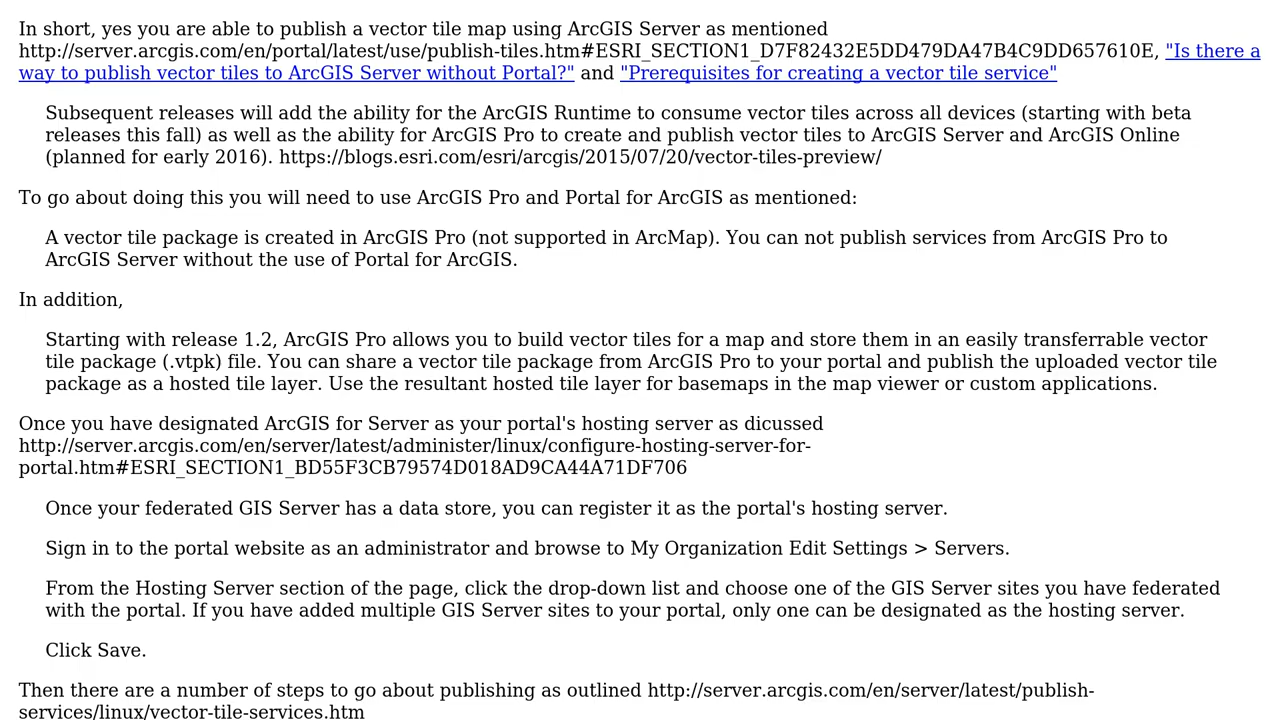 In short, yes you are able to publish a vector tile map using ArcGIS Server as mentioned
http://server.arcgis.com/en/portal/latest/use/publish-tiles.htm#ESRI_SECTION1_D7F82432E5DD479DA47B4C9DD657610E, "Is there a
way to publish vector tiles to ArcGIS Server without Portal?" and "Prerequisites for creating a vector tile service"
Subsequent releases will add the ability for the ArcGIS Runtime to consume vector tiles across all devices (starting with beta
releases this fall) as well as the ability for ArcGIS Pro to create and publish vector tiles to ArcGIS Server and ArcGIS Online
(planned for early 2016). https://blogs.esri.com/esri/arcgis/2015/07/20/vector-tiles-preview/
To go about doing this you will need to use ArcGIS Pro and Portal for ArcGIS as mentioned:
A vector tile package is created in ArcGIS Pro (not supported in ArcMap). You can not publish services from ArcGIS Pro to
ArcGIS Server without the use of Portal for ArcGIS.
In addition,
Starting with release 1.2, ArcGIS Pro allows you to build vector tiles for a map and store them in an easily transferrable vector
tile package (.vtpk) file. You can share a vector tile package from ArcGIS Pro to your portal and publish the uploaded vector tile
package as a hosted tile layer. Use the resultant hosted tile layer for basemaps in the map viewer or custom applications.
Once you have designated ArcGIS for Server as your portal's hosting server as dicussed
http://server.arcgis.com/en/server/latest/administer/linux/configure-hosting-server-for-
portal.htm#ESRI_SECTION1_BD55F3CB79574D018AD9CA44A71DF706
Once your federated GIS Server has a data store, you can register it as the portal's hosting server.
Sign in to the portal website as an administrator and browse to My Organization Edit Settings > Servers.
From the Hosting Server section of the page, click the drop-down list and choose one of the GIS Server sites you have federated
with the portal. If you have added multiple GIS Server sites to your portal, only one can be designated as the hosting server.
Click Save.
Then there are a number of steps to go about publishing as outlined http://server.arcgis.com/en/server/latest/publish-
services/linux/vector-tile-services.htm